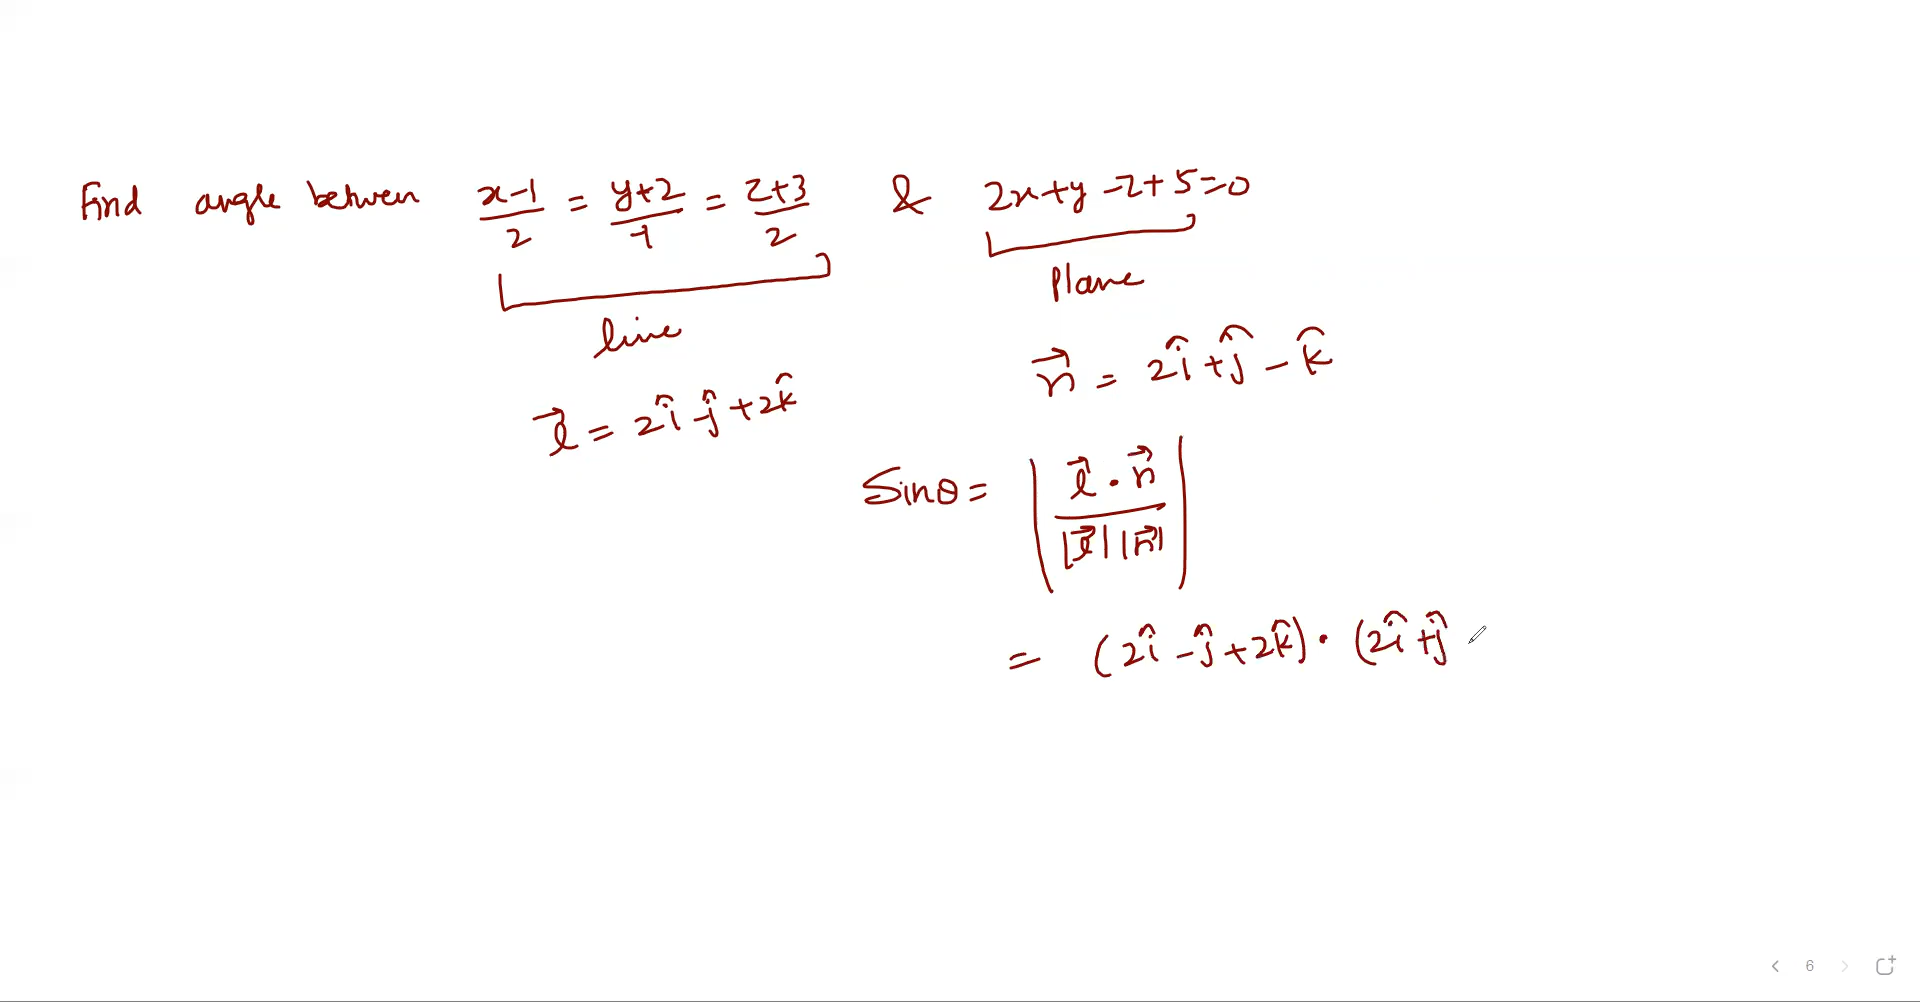 Find angle between x-1/2 = y+2/-1 = z+3/2 & 2x+y-z+5=0
line
Plane
n⃗ = 2î+ĵ-k̂
l⃗ = 2î-ĵ+2k̂
Sinθ = | l⃗ · n⃗ / |l⃗| |n⃗| |
= (2î-ĵ+2k̂) · (2î+ĵ
6